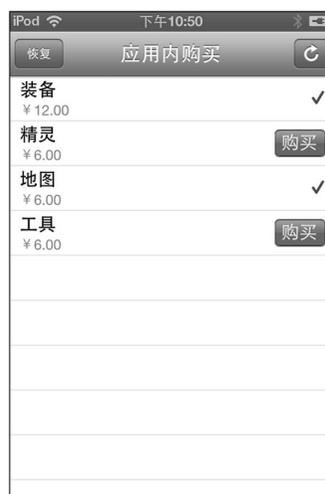 iPod 下午10:50
恢复 应用内购买
装备
￥12.00
精灵
￥6.00 购买
地图
￥6.00
工具
￥6.00 购买